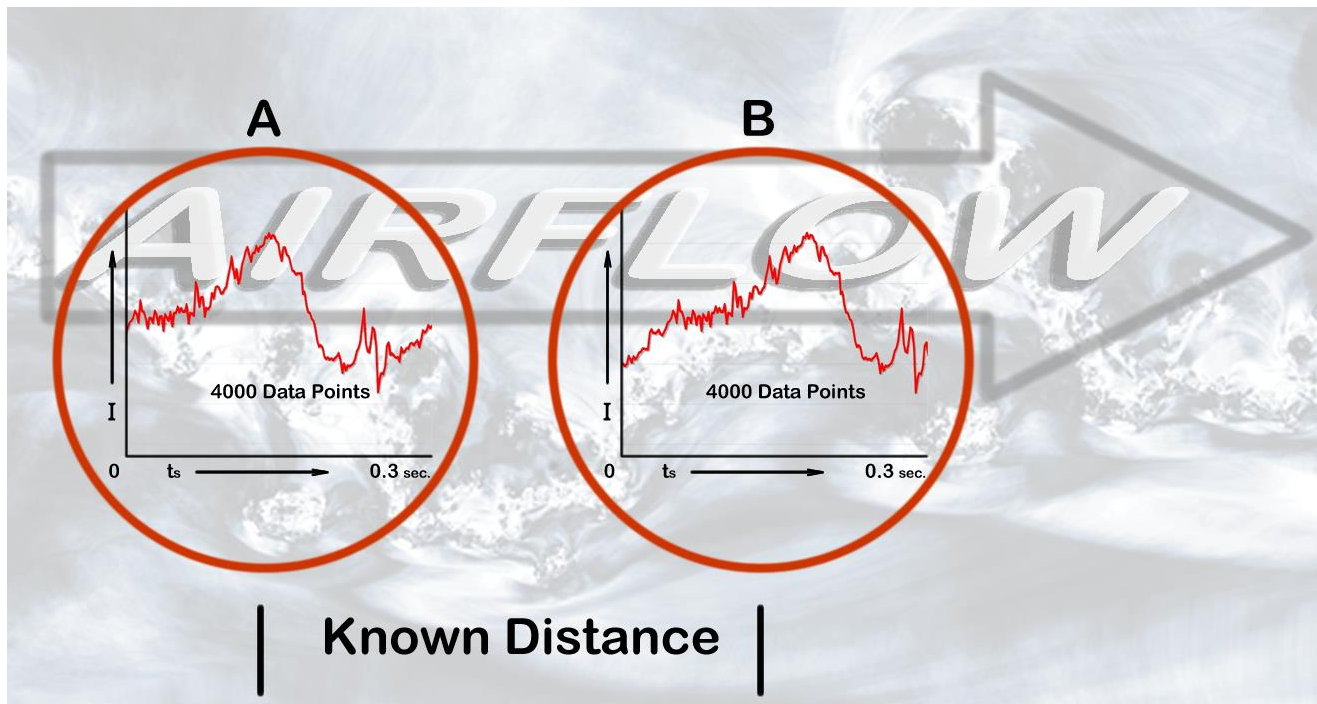 A
B
AIRFLOW
4000 Data Points
4000 Data Points
I
I
0
ts
0.3 sec.
0
ts
0.3 sec.
Known Distance